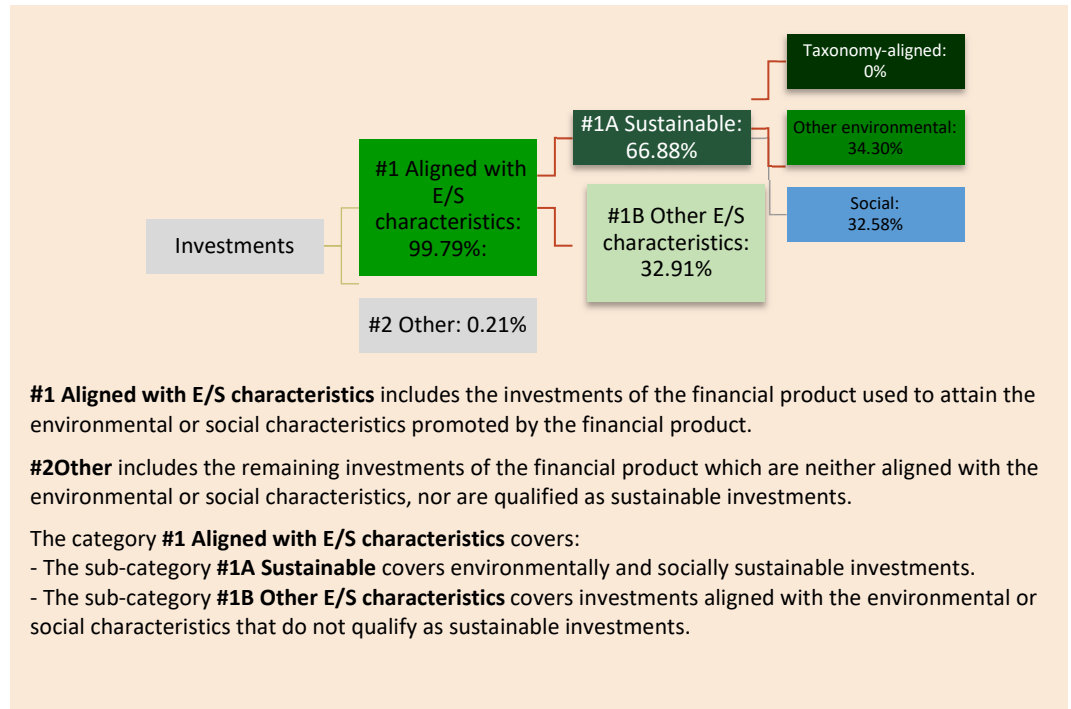 Taxonomy-aligned:
0%
#1A Sustainable:
66.88%
Other environmental:
34.30%
#1 Aligned with
E/S
characteristics:
99.79%:
#1B Other E/S
characteristics:
32.91%
Social:
32.58%
Investments
#2 Other: 0.21%
#1 Aligned with E/S characteristics includes the investments of the financial product used to attain the
environmental or social characteristics promoted by the financial product.
#2Other includes the remaining investments of the financial product which are neither aligned with the
environmental or social characteristics, nor are qualified as sustainable investments.
The category #1 Aligned with E/S characteristics covers:
- The sub-category #1A Sustainable covers environmentally and socially sustainable investments.
- The sub-category #1B Other E/S characteristics covers investments aligned with the environmental or
social characteristics that do not qualify as sustainable investments.